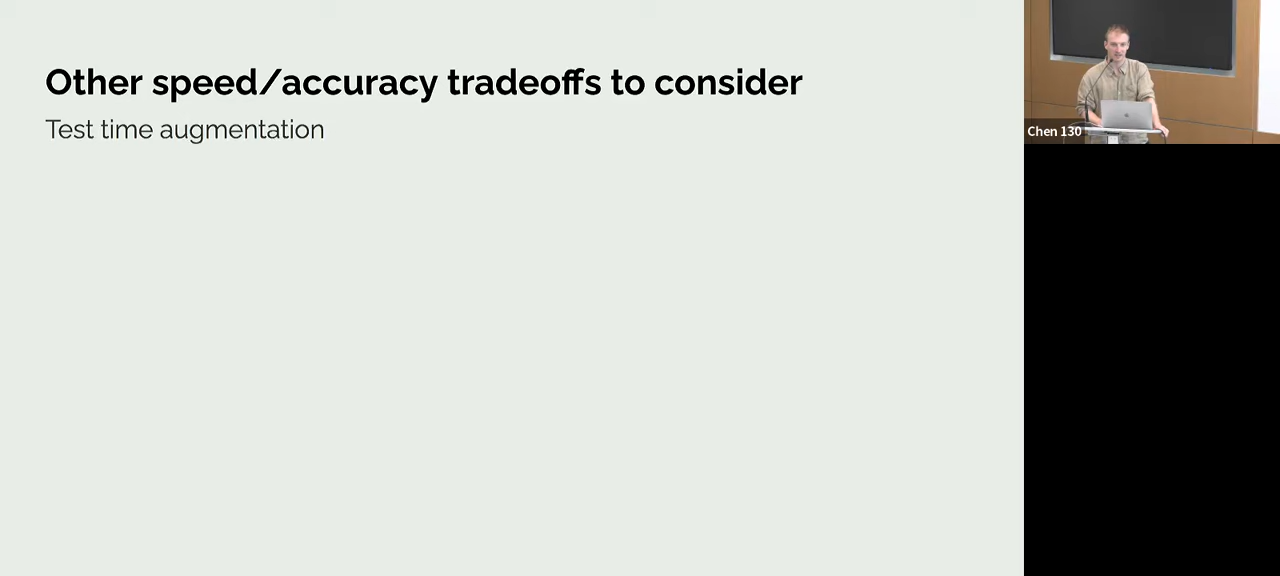 Other speed/accuracy tradeoffs to consider
Test time augmentation
Chen 130